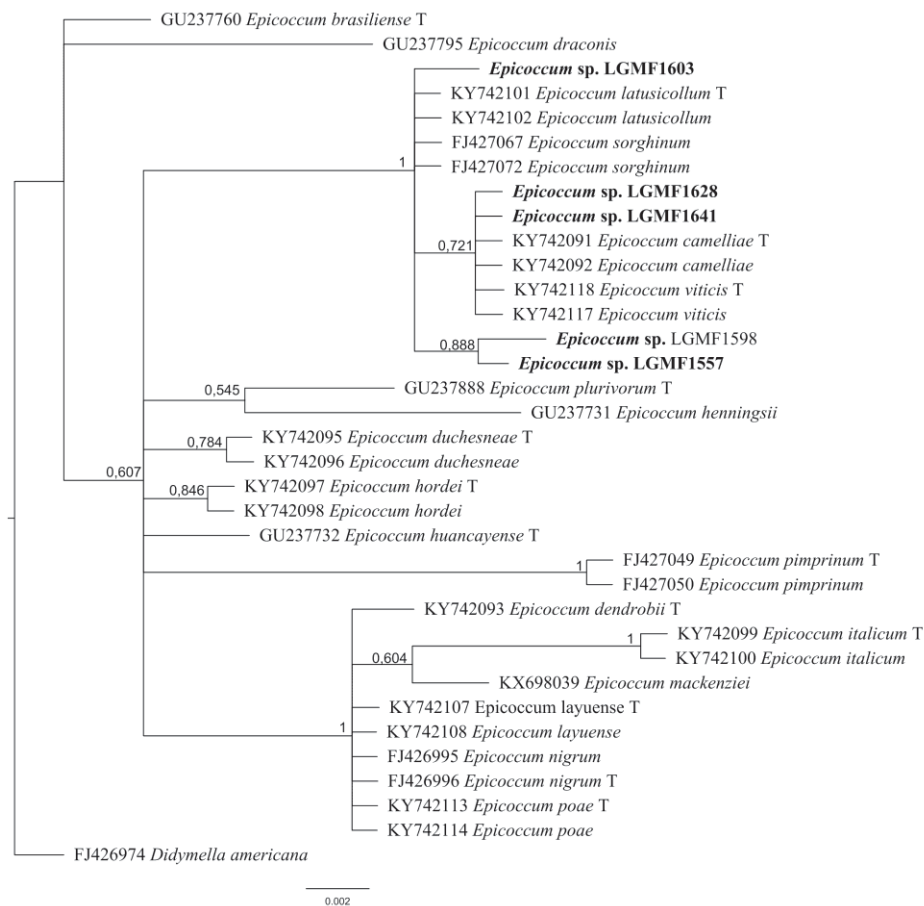 GU237760 Epicoccum brasiliense T
GU237795 Epicoccum draconis
Epicoccum sp. LGMF1603
KY742101 Epicoccum latusicollum T
KY742102 Epicoccum latusicollum
FJ427067 Epicoccum sorghinum
FJ427072 Epicoccum sorghinum
1
Epicoccum sp. LGMF1628
Epicoccum sp. LGMF1641
KY742091 Epicoccum camelliae T
0,721
KY742092 Epicoccum camelliae
KY742118 Epicoccum viticis T
KY742117 Epicoccum viticis
Epicoccum sp. LGMF1598
0,888
Epicoccum sp. LGMF1557
GU237888 Epicoccum plurivorum T
0,545
GU237731 Epicoccum henningsii
KY742095 Epicoccum duchesneae T
0,784
KY742096 Epicoccum duchesneae
0,607
KY742097 Epicoccum hordei T
0,846
KY742098 Epicoccum hordei
GU237732 Epicoccum huancayense T
FJ427049 Epicoccum pimprinum T
1
FJ427050 Epicoccum pimprinum
KY742093 Epicoccum dendrobii T
KY742099 Epicoccum italicum T
1
KY742100 Epicoccum italicum
0,604
KX698039 Epicoccum mackenziei
KY742107 Epicoccum layuense T
1
KY742108 Epicoccum layuense
FJ426995 Epicoccum nigrum
FJ426996 Epicoccum nigrum T
KY742113 Epicoccum poae T
KY742114 Epicoccum poae
FJ426974 Didymella americana
0.002